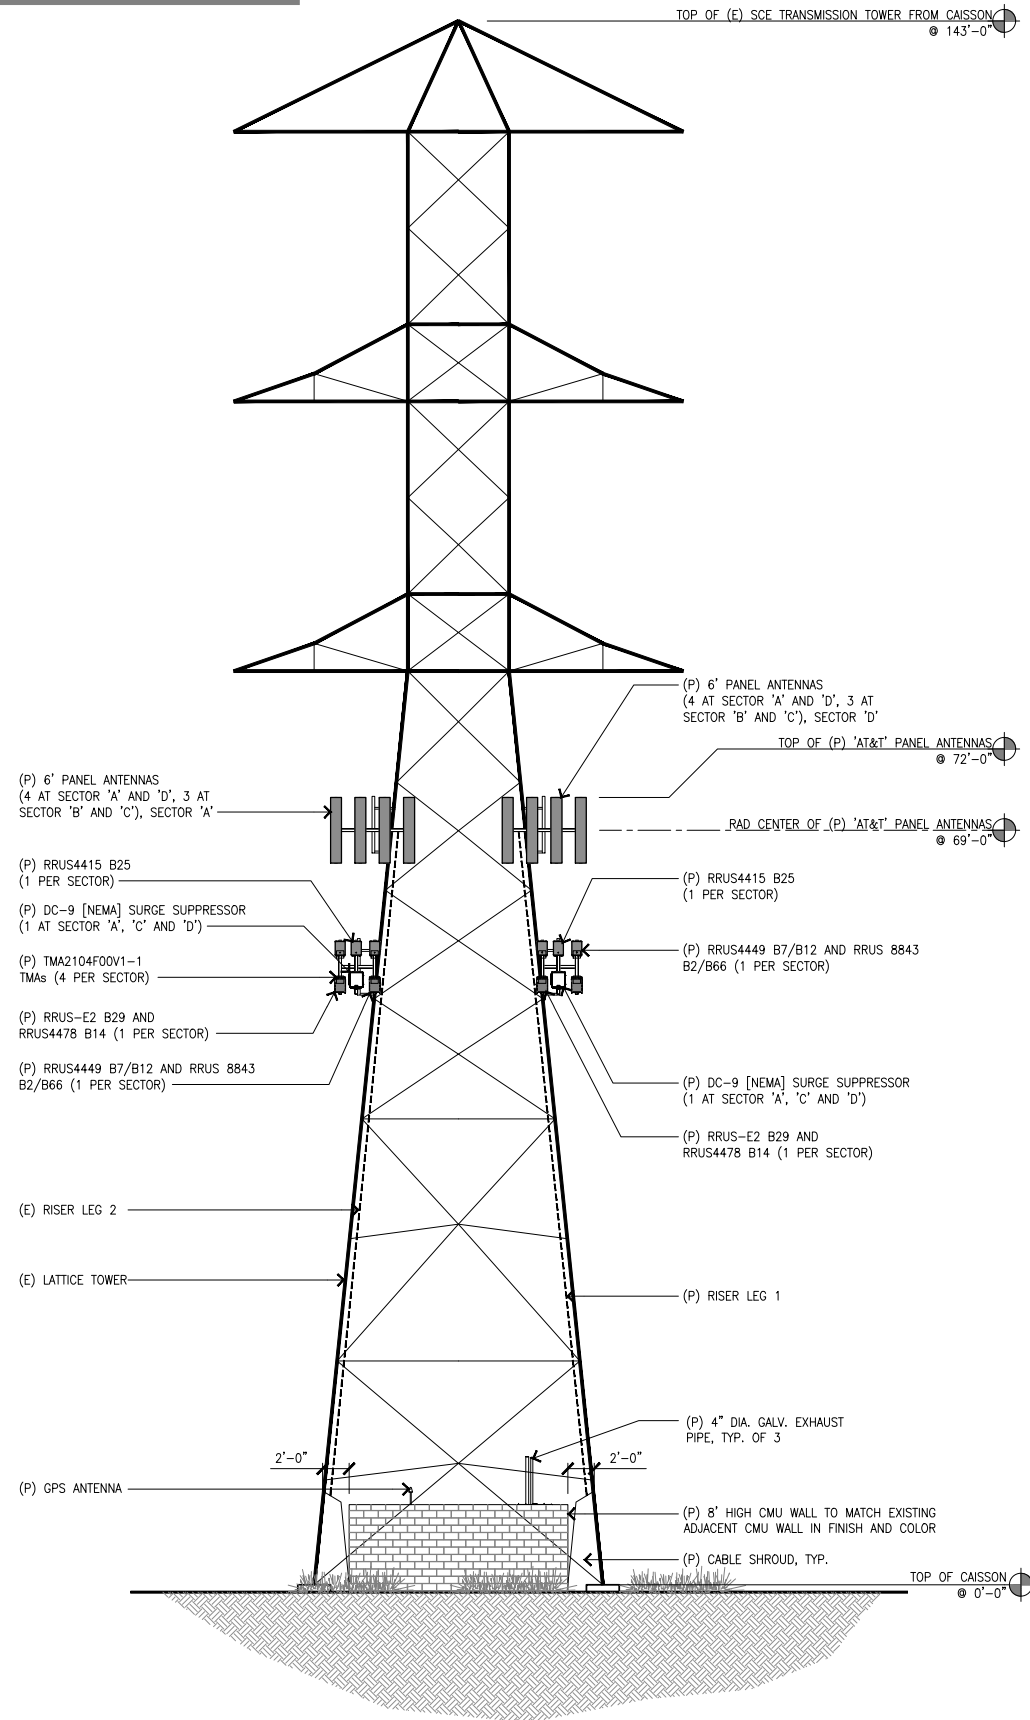 TOP OF (E) SCE TRANSMISSION TOWER FROM CAISSON
@ 143'-0"
(P) 6' PANEL ANTENNAS
(4 AT SECTOR 'A' AND 'D', 3 AT
SECTOR 'B' AND 'C'), SECTOR 'D'
TOP OF (P) 'AT&T' PANEL ANTENNAS
@ 72'-0"
RAD CENTER OF (P) 'AT&T' PANEL ANTENNAS
@ 69'-0"
(P) 6' PANEL ANTENNAS
(4 AT SECTOR 'A' AND 'D', 3 AT
SECTOR 'B' AND 'C'), SECTOR 'A'
(P) RRUS4415 B25
(1 PER SECTOR)
(P) DC-9 [NEMA] SURGE SUPPRESSOR
(1 AT SECTOR 'A', 'C' AND 'D')
(P) TMA2104F00V1-1
TMAs (4 PER SECTOR)
(P) RRUS-E2 B29 AND
RRUS4478 B14 (1 PER SECTOR)
(P) RRUS4449 B7/B12 AND RRUS 8843
B2/B66 (1 PER SECTOR)
(P) RRUS4415 B25
(1 PER SECTOR)
(P) RRUS4449 B7/B12 AND RRUS 8843
B2/B66 (1 PER SECTOR)
(P) DC-9 [NEMA] SURGE SUPPRESSOR
(1 AT SECTOR 'A', 'C' AND 'D')
(P) RRUS-E2 B29 AND
RRUS4478 B14 (1 PER SECTOR)
(E) RISER LEG 2
(E) LATTICE TOWER
(P) RISER LEG 1
(P) 4" DIA. GALV. EXHAUST
PIPE, TYP. OF 3
2'-0"
2'-0"
(P) GPS ANTENNA
(P) 8' HIGH CMU WALL TO MATCH EXISTING
ADJACENT CMU WALL IN FINISH AND COLOR
(P) CABLE SHROUD, TYP.
TOP OF CAISSON
@ 0'-0"